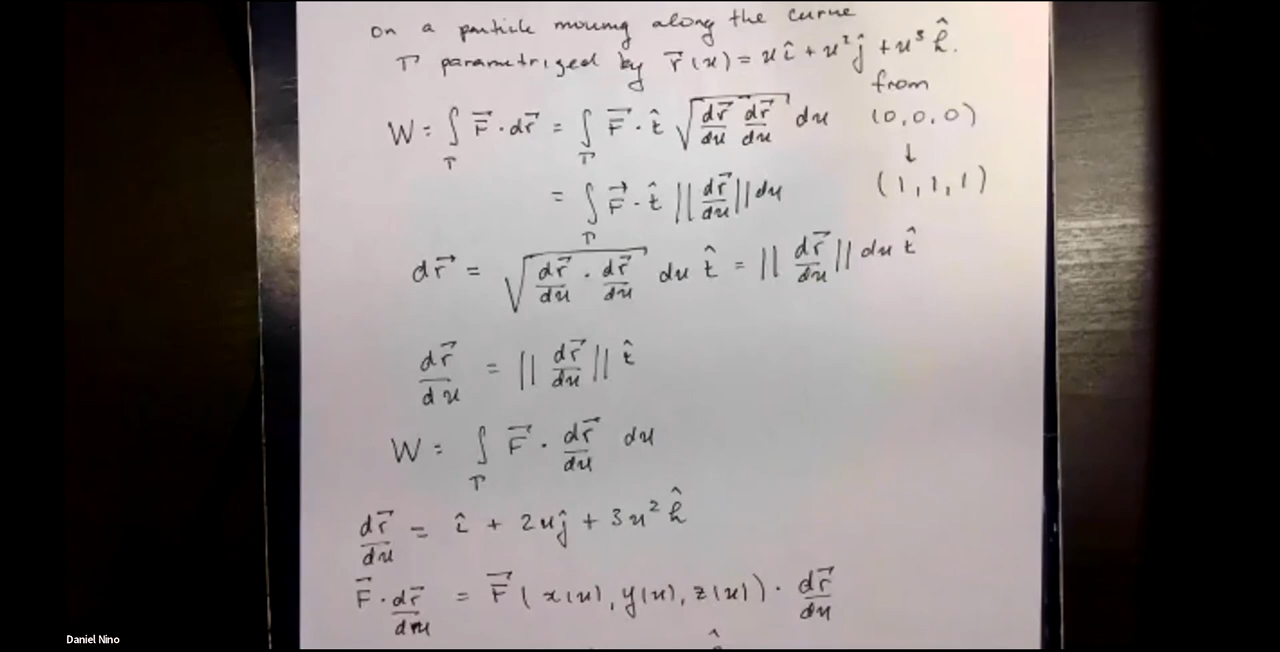 on a particle moving along the curve
Γ parametrized by r⃗(u) = u î + u² ĵ + u³ k̂.
from
W = ∫_Γ F⃗ · dr⃗ = ∫_Γ F⃗ · t̂ √(dr⃗/du dr⃗/du) du (0,0,0)
↓
= ∫_Γ F⃗ · t̂ ||dr⃗/du|| du (1,1,1)
dr⃗ = √(dr⃗/du · dr⃗/du) du t̂ = ||dr⃗/du|| du t̂
dr⃗/du = ||dr⃗/du|| t̂
W = ∫_Γ F⃗ · dr⃗/du du
dr⃗/du = î + 2u ĵ + 3u² k̂
F⃗ · dr⃗/du = F⃗(x(u), y(u), z(u)) · dr⃗/du
Daniel Nino